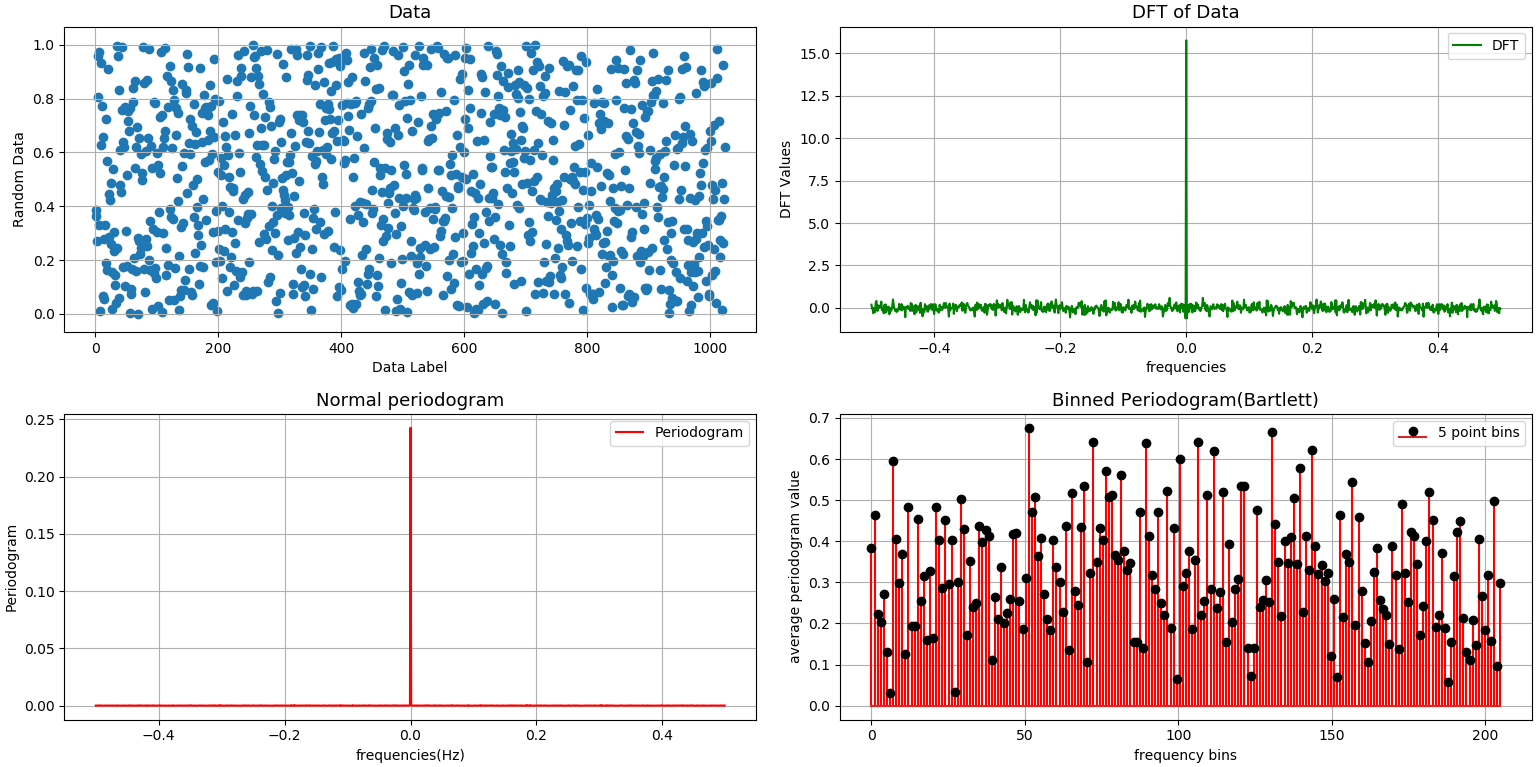 Data
Random Data
1.0
0.8
0.6
0.4
0.2
0.0
0 200 400 600 800 1000
Data Label
DFT of Data
DFT Values
15.0
12.5
10.0
7.5
5.0
2.5
0.0
DFT
−0.4 −0.2 0.0 0.2 0.4
frequencies
Normal periodogram
Periodogram
0.25
0.20
0.15
0.10
0.05
0.00
Periodogram
−0.4 −0.2 0.0 0.2 0.4
frequencies(Hz)
Binned Periodogram(Bartlett)
average periodogram value
0.7
0.6
0.5
0.4
0.3
0.2
0.1
0.0
5 point bins
0 50 100 150 200
frequency bins